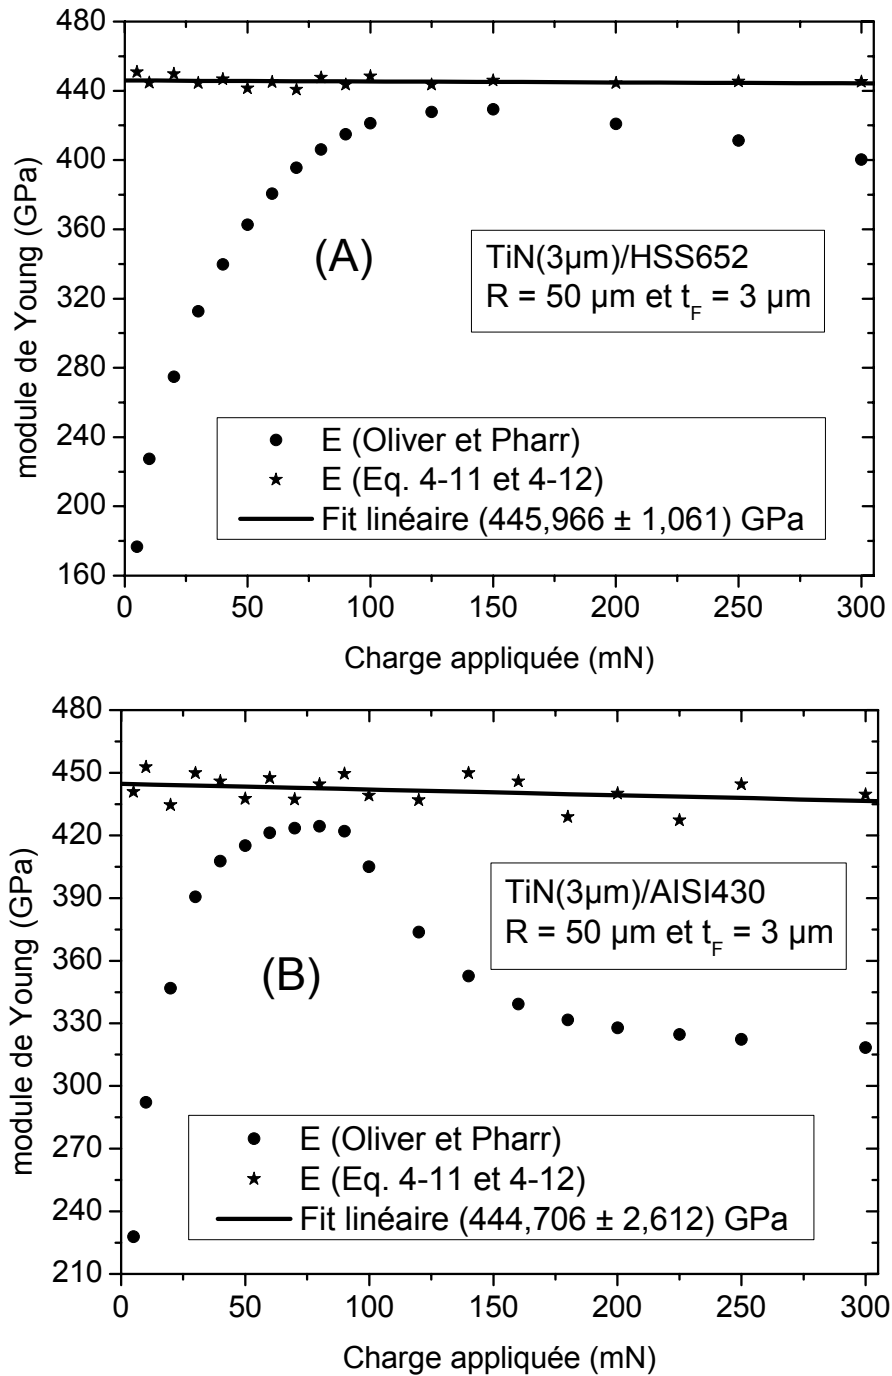 480
440
400
360
320
280
240
200
160
module de Young (GPa)
(A)
TiN(3µm)/HSS652
R = 50 µm et t_F = 3 µm
E (Oliver et Pharr)
E (Eq. 4-11 et 4-12)
Fit linéaire (445,966 ± 1,061) GPa
0 50 100 150 200 250 300
Charge appliquée (mN)
480
450
420
390
360
330
300
270
240
210
module de Young (GPa)
(B)
TiN(3µm)/AISI430
R = 50 µm et t_F = 3 µm
E (Oliver et Pharr)
E (Eq. 4-11 et 4-12)
Fit linéaire (444,706 ± 2,612) GPa
0 50 100 150 200 250 300
Charge appliquée (mN)